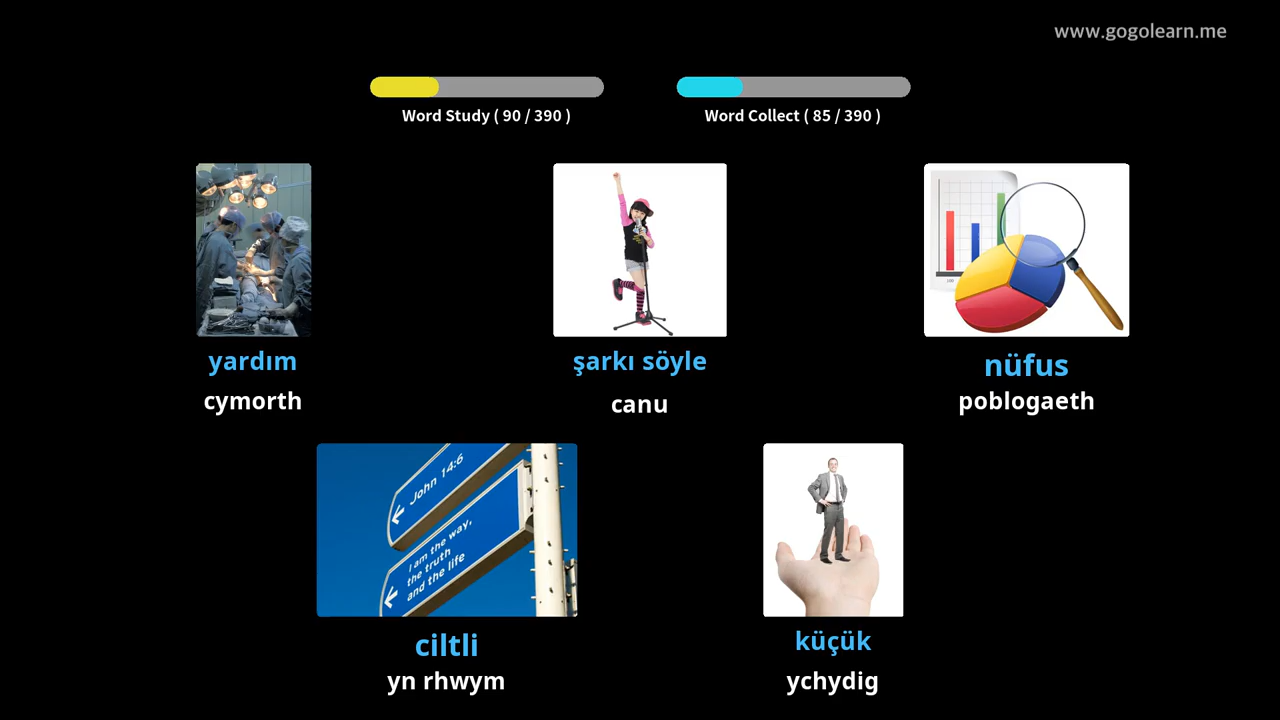 www.gogolearn.me
Word Study ( 90 / 390 )
Word Collect ( 85 / 390 )
yardım
cymorth
şarkı söyle
canu
nüfus
poblogaeth
John 14:6
I am the way,
the truth
and the life
ciltli
yn rhwym
küçük
ychydig